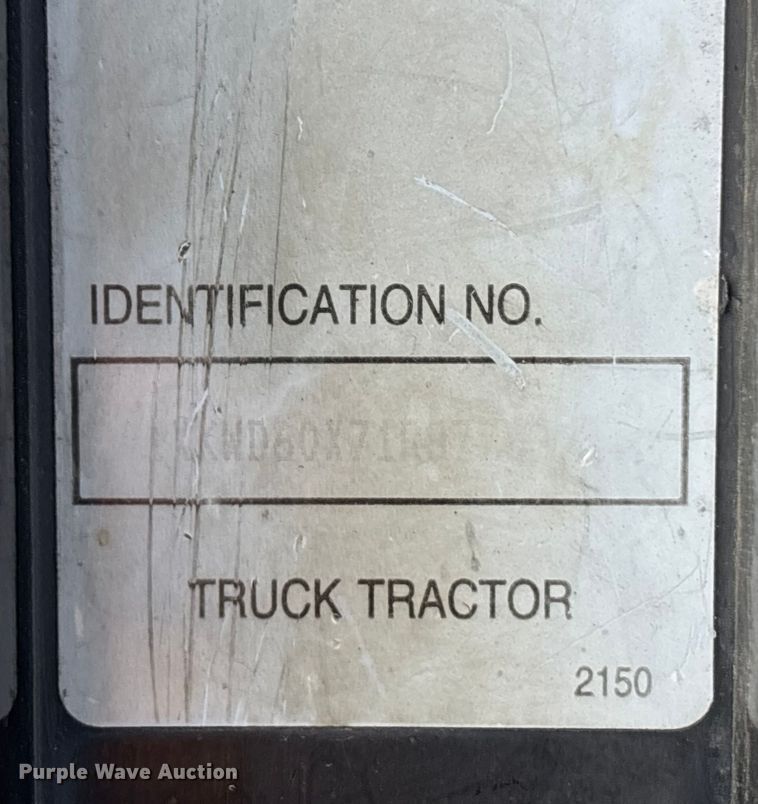 IDENTIFICATION NO.
TRUCK TRACTOR
2150
Purple Wave Auction